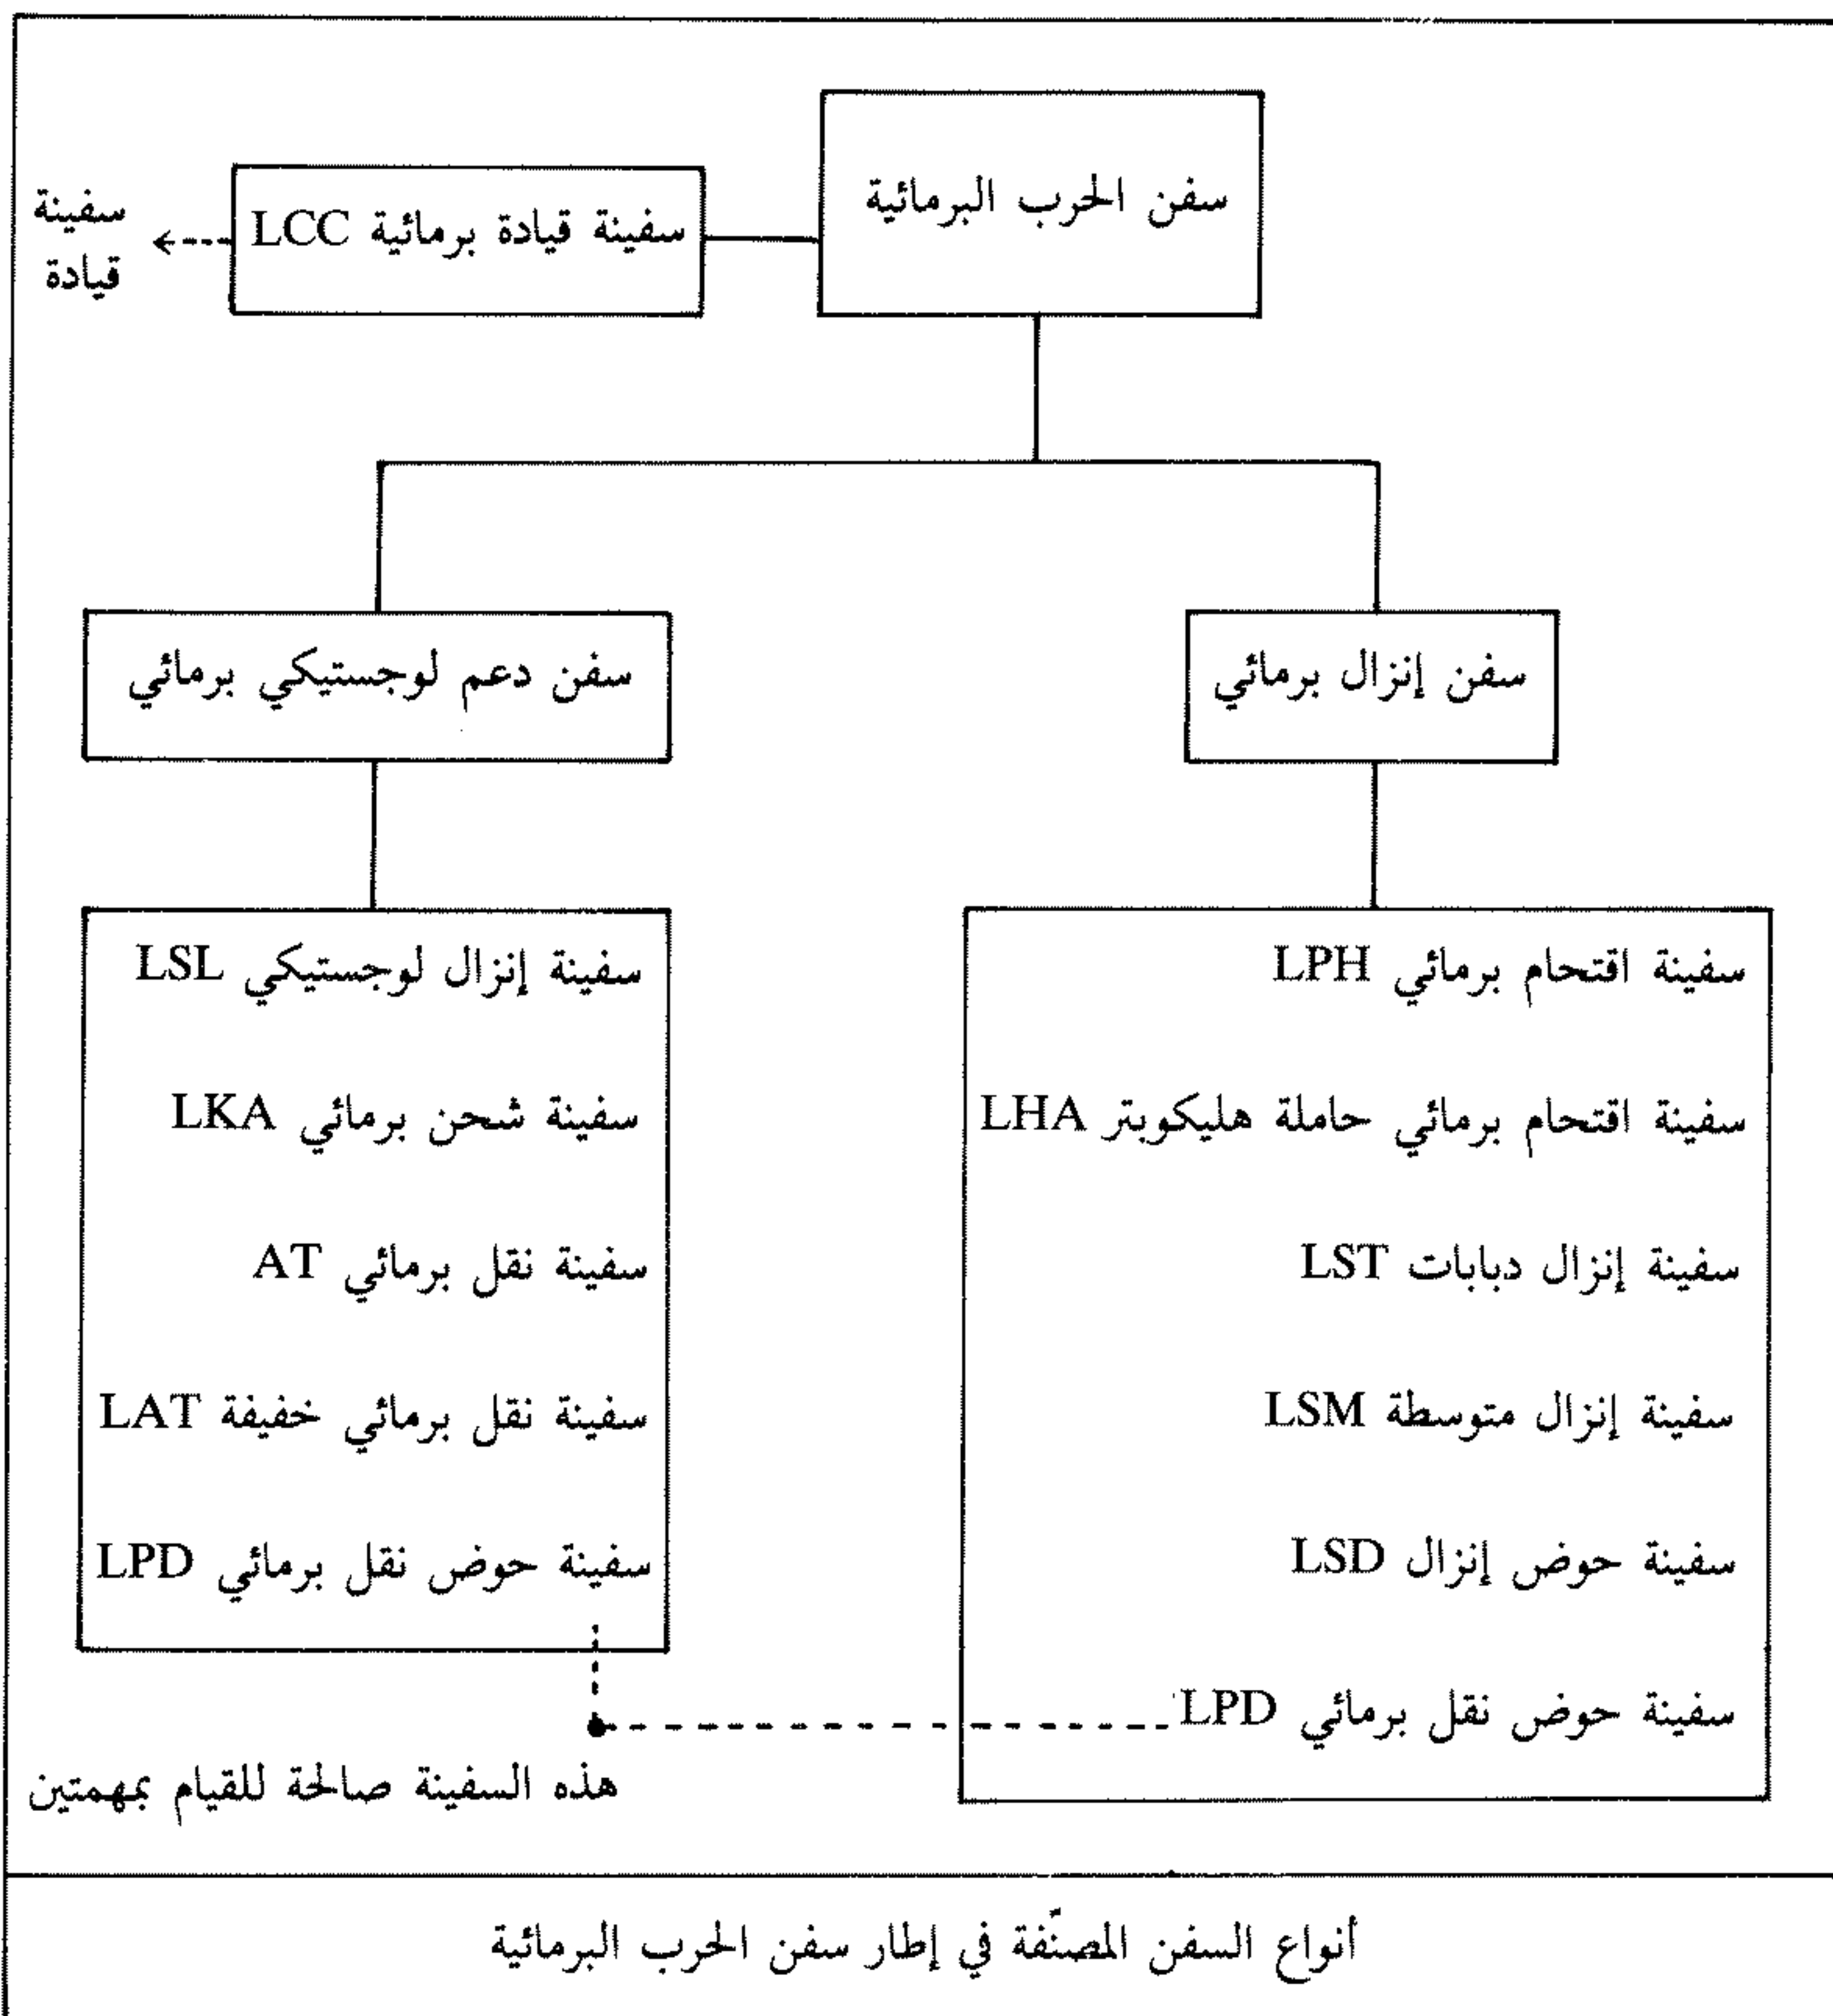 سفن الحرب البرمائية
سفينة قيادة برمائية LCC
سفينة
قيادة
سفن إنزال برمائي
سفينة اقتحام برمائي LPH
سفينة اقتحام برمائي حاملة هليكوبتر LHA
سفينة إنزال دبابات LST
سفينة إنزال متوسطة LSM
سفينة حوض إنزال LSD
سفينة حوض نقل برمائي LPD
سفن دعم لوجستيكي برمائي
سفينة إنزال لوجستيكي LSL
سفينة شحن برمائي LKA
سفينة نقل برمائي AT
سفينة نقل برمائي خفيفة LAT
سفينة حوض نقل برمائي LPD
هذه السفينة صالحة للقيام بمهمتين
أنواع السفن المصنّفة في إطار سفن الحرب البرمائية